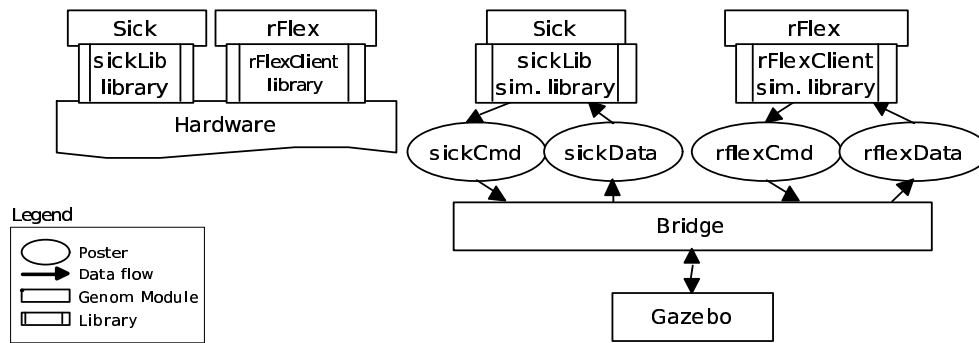 Sick
sickLib
library
rFlex
rFlexClient
library
Hardware
Sick
sickLib
sim. library
rFlex
rFlexClient
sim. library
sickCmd
sickData
rflexCmd
rflexData
Bridge
Gazebo
Legend
Poster
Data flow
Genom Module
Library